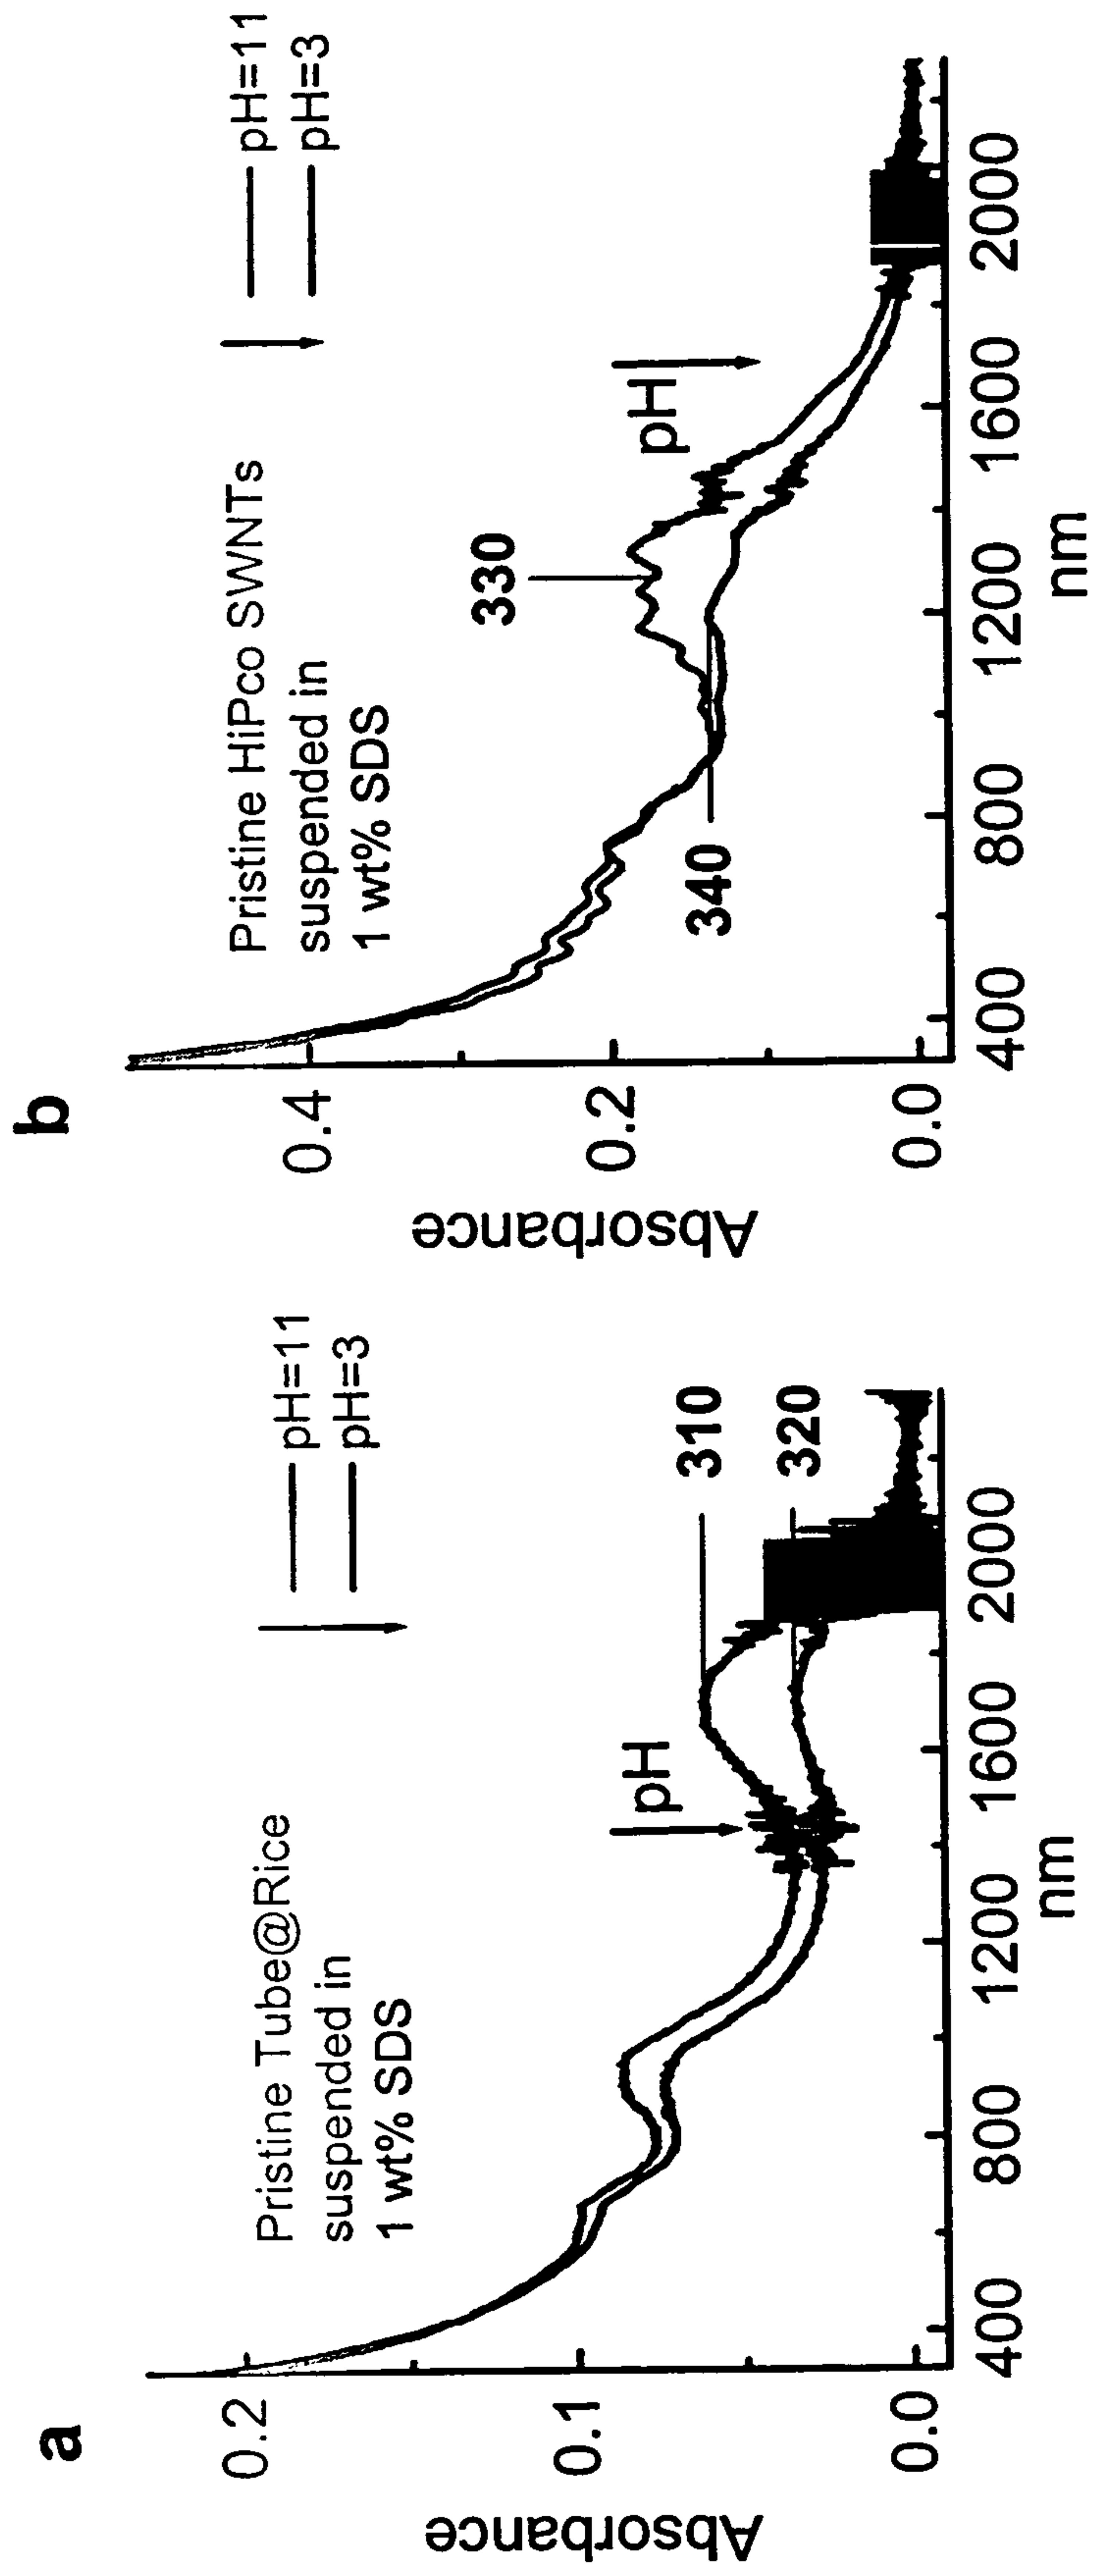 a
Pristine Tube@Rice
suspended in
1 wt% SDS
pH=11
pH=3
pH
310
320
Absorbance
0.2
0.1
0.0
400 800 1200 1600 2000
nm
b
Pristine HiPco SWNTs
suspended in
1 wt% SDS
pH=11
pH=3
330
pH
340
Absorbance
0.4
0.2
0.0
400 800 1200 1600 2000
nm